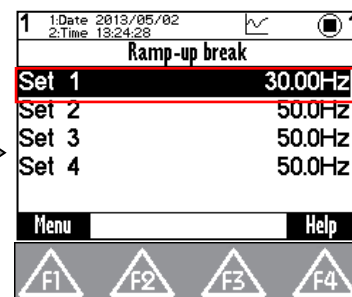 1 1:Date 2013/05/02
2:Time 13:24:28
Ramp-up break
Set 1 30.00Hz
Set 2 50.0Hz
Set 3 50.0Hz
Set 4 50.0Hz
Menu Help
F1 F2 F3 F4